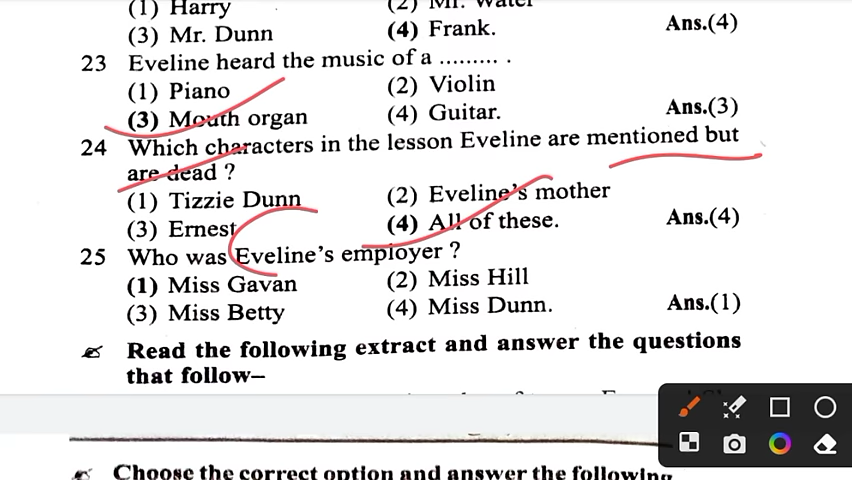 (1) Harry (2) Mr. Water
(3) Mr. Dunn (4) Frank. Ans.(4)
23 Eveline heard the music of a ......... .
(1) Piano (2) Violin
(3) Mouth organ (4) Guitar. Ans.(3)
24 Which characters in the lesson Eveline are mentioned but
are dead ?
(1) Tizzie Dunn (2) Eveline's mother
(3) Ernest (4) All of these. Ans.(4)
25 Who was Eveline's employer ?
(1) Miss Gavan (2) Miss Hill
(3) Miss Betty (4) Miss Dunn. Ans.(1)
Read the following extract and answer the questions
that follow–
Choose the correct option and answer the following